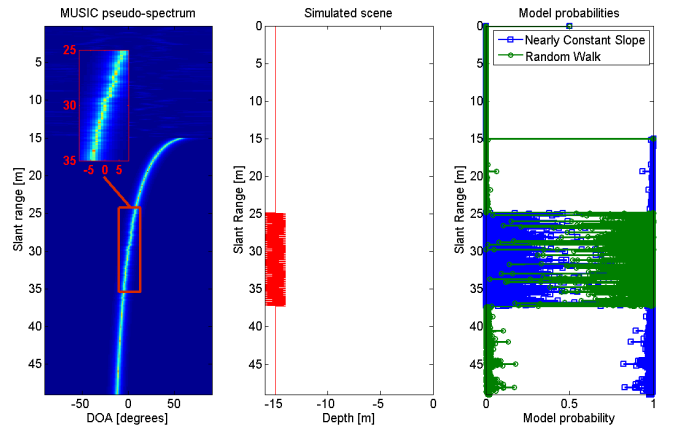 MUSIC pseudo-spectrum
Slant range [m]
5
10
15
20
25
30
35
40
45
25
30
35
-5 0 5
-50 0 50
DOA [degrees]
Simulated scene
Slant Range [m]
0
5
10
15
20
25
30
35
40
45
-15 -10 -5 0
Depth [m]
Model probabilities
Nearly Constant Slope
Random Walk
Slant Range [m]
0
5
10
15
20
25
30
35
40
45
0 0.5 1
Model probability